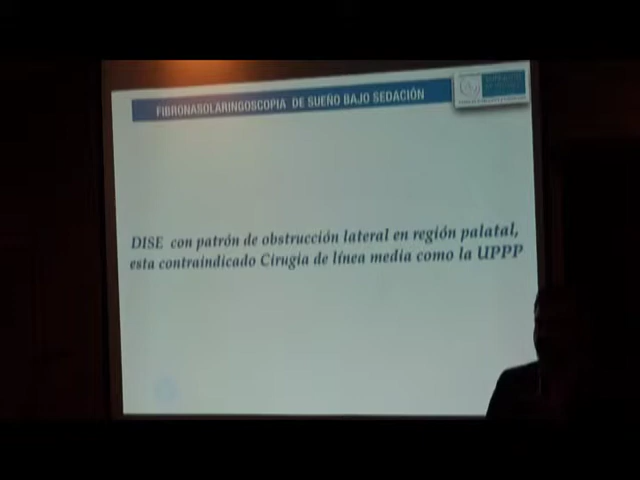 FIBRONASOLARINGOSCOPIA DE SUEÑO BAJO SEDACIÓN
DISE con patrón de obstrucción lateral en región palatal,
esta contraindicado Cirugía de línea media como la UPPP